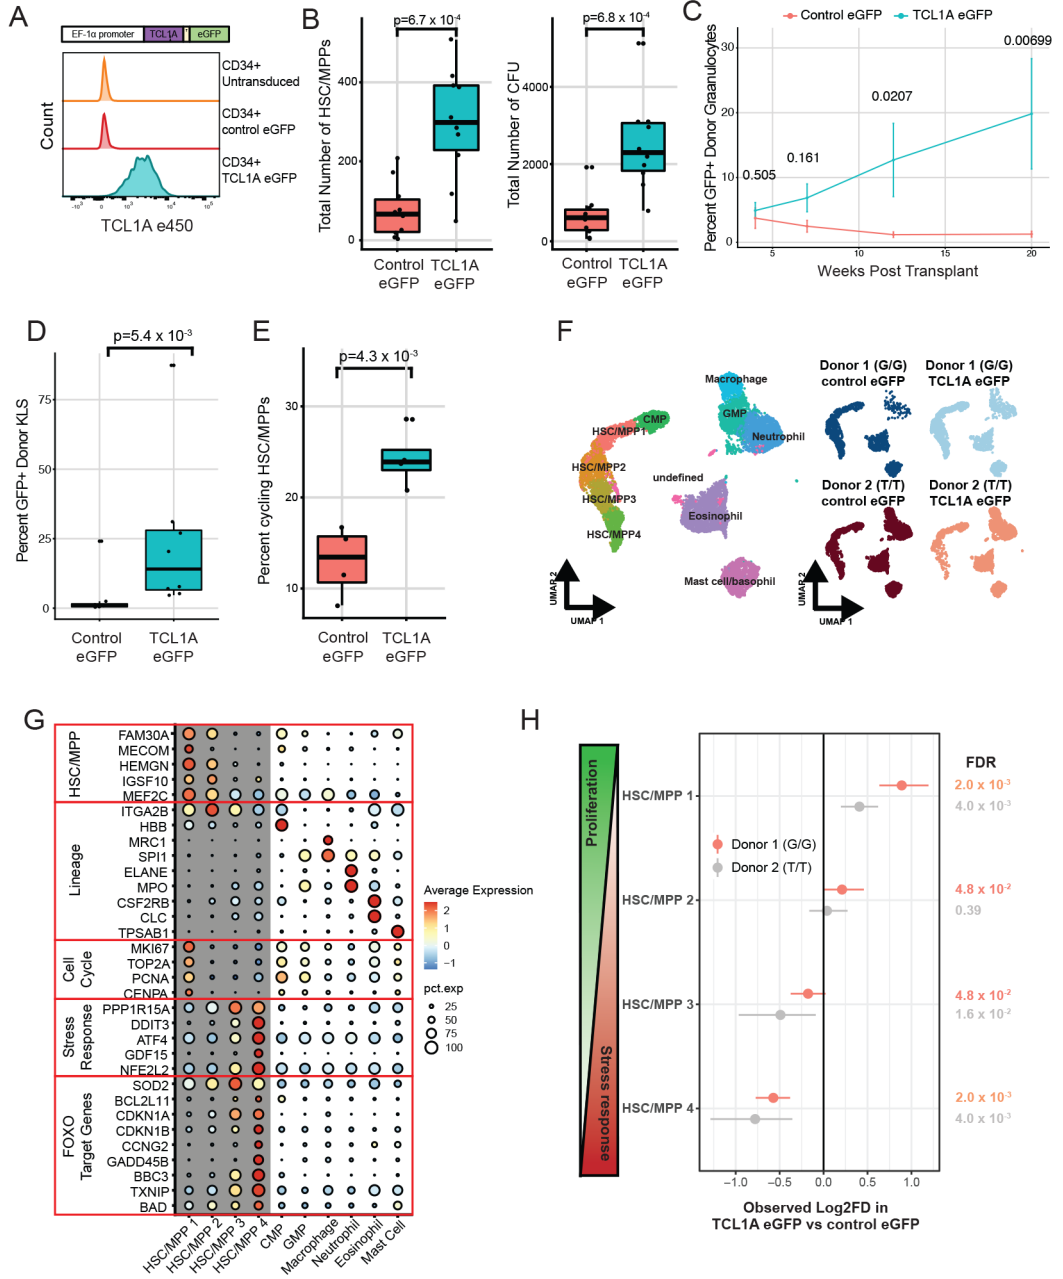 A
EF-1α promoter
TCL1A
eGFP
CD34+
Untransduced
CD34+
control eGFP
CD34+
TCL1A eGFP
Count
-10³ 0 10³ 10⁴ 10⁵
TCL1A e450
B
p=6.7 x 10⁻⁴
Total Number of HSC/MPPs
400
200
0
Control
eGFP
TCL1A
eGFP
p=6.8 x 10⁻⁴
Total Number of CFU
4000
2000
0
Control
eGFP
TCL1A
eGFP
C
Control eGFP
TCL1A eGFP
Percent GFP+ Donor Graanulocytes
30
20
10
0
0.505
0.161
0.0207
0.00699
5 10 15 20
Weeks Post Transplant
D
p=5.4 x 10⁻³
Percent GFP+ Donor KLS
75
50
25
0
Control
eGFP
TCL1A
eGFP
E
p=4.3 x 10⁻³
Percent cycling HSC/MPPs
30
20
10
Control
eGFP
TCL1A
eGFP
F
Macrophage
CMP
GMP
HSC/MPP1
Neutrophil
HSC/MPP2
undefined
HSC/MPP3
Eosinophil
HSC/MPP4
Mast cell/basophil
UMAP 2
UMAP 1
Donor 1 (G/G)
control eGFP
Donor 1 (G/G)
TCL1A eGFP
Donor 2 (T/T)
control eGFP
Donor 2 (T/T)
TCL1A eGFP
UMAP 2
UMAP 1
G
HSC/MPP
FAM30A
MECOM
HEMGN
IGSF10
MEF2C
Lineage
ITGA2B
HBB
MRC1
SPI1
ELANE
MPO
CSF2RB
CLC
TPSAB1
Cell
Cycle
MKI67
TOP2A
PCNA
CENPA
Stress
Response
PPP1R15A
DDIT3
ATF4
GDF15
NFE2L2
FOXO
Target Genes
SOD2
BCL2L11
CDKN1A
CDKN1B
CCNG2
GADD45B
BBC3
TXNIP
BAD
HSC/MPP 1
HSC/MPP 2
HSC/MPP 3
HSC/MPP 4
CMP
GMP
Macrophage
Neutrophil
Eosinophil
Mast Cell
Average Expression
2
1
0
−1
pct.exp
25
50
75
100
H
Proliferation
Stress response
HSC/MPP 1
HSC/MPP 2
HSC/MPP 3
HSC/MPP 4
Donor 1 (G/G)
Donor 2 (T/T)
FDR
2.0 x 10⁻³
4.0 x 10⁻³
4.8 x 10⁻²
0.39
4.8 x 10⁻²
1.6 x 10⁻²
2.0 x 10⁻³
4.0 x 10⁻³
−1.0 −0.5 0.0 0.5 1.0
Observed Log2FD in
TCL1A eGFP vs control eGFP